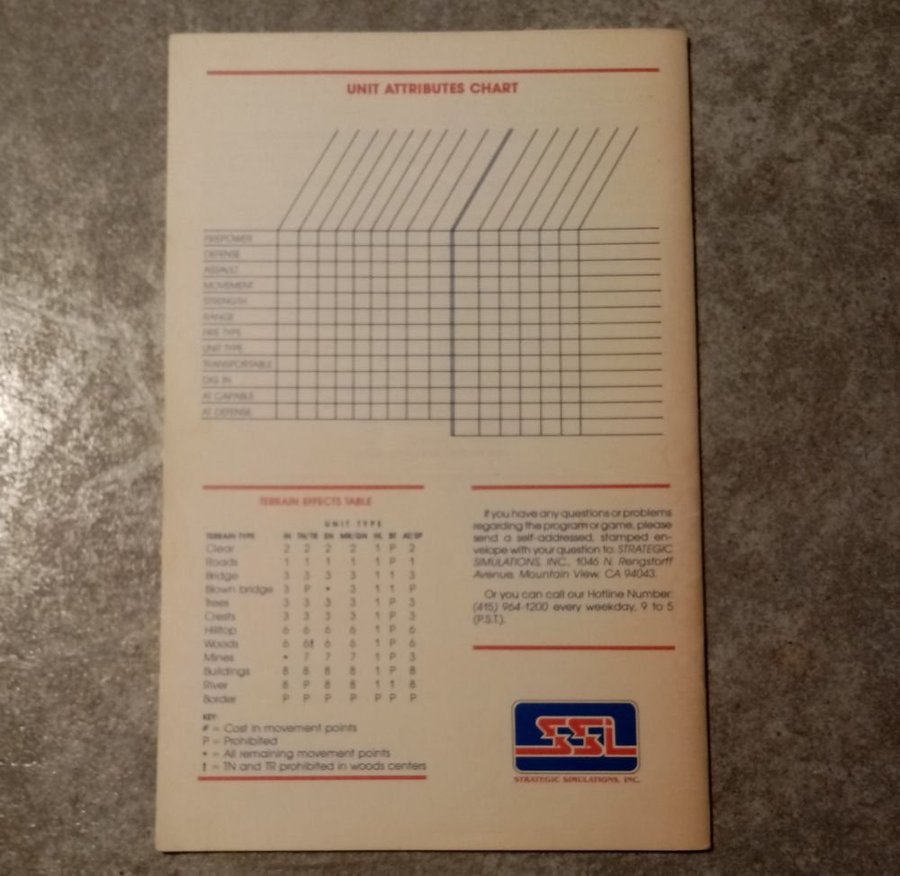 UNIT ATTRIBUTES CHART
FIREPOWER
DEFENSE
ASSAULT
MOVEMENT
STRENGTH
RANGE
FIRE TYPE
UNIT TYPE
TRANSPORTABLE
DIG IN
AT CAPABLE
AT DEFENSE
TERRAIN EFFECTS TABLE
UNIT TYPE
TERRAIN TYPE IN TN/TR EN HL BT
Clear 2 2 2 2 1 P 2
Roads 1 1 1 1 1 P 1
Bridge 3 3 3 3 1 1 3
Blown bridge 3 P * 3 1 1 P
Trees 3 3 3 3 1 P 3
Crests 3 3 3 3 1 P 3
Hilltop 6 6 6 6 1 P 6
Woods 6 6† 6 6 1 P 6
Mines * 7 7 7 1 P 3
Buildings 8 8 8 8 1 P 8
River 8 P 8 8 1 1 8
Border P P P P P P P
KEY:
# = Cost in movement points
P = Prohibited
* = All remaining movement points
† = TN and TR prohibited in woods centers
If you have any questions or problems
regarding the program or game, please
send a self-addressed, stamped en-
velope with your question to: STRATEGIC
SIMULATIONS, INC., 1046 N. Rengstorff
Avenue, Mountain View, CA 94043.
Or you can call our Hotline Number:
(415) 964-1200 every weekday, 9 to 5
(P.S.T.).
SSI
STRATEGIC SIMULATIONS, INC.